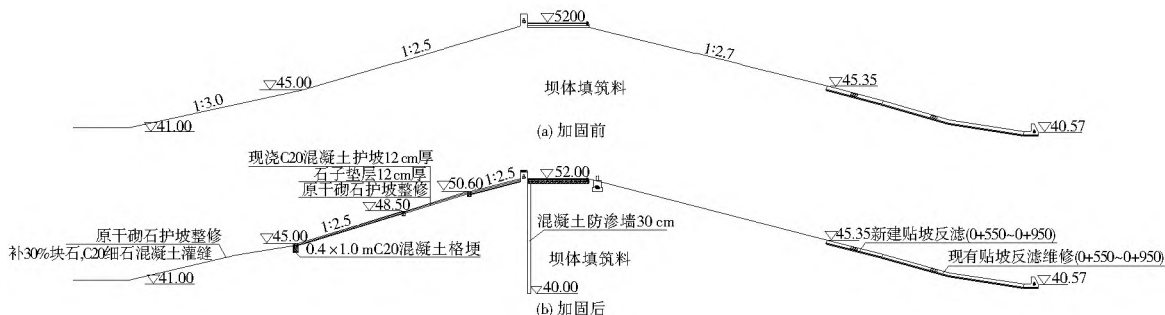 ▽5200
1:2.5
1:2.7
▽45.00
▽45.35
坝体填筑料
1:3.0
▽41.00
▽40.57
(a) 加固前
现浇C20混凝土护坡12 cm厚
石子垫层12 cm厚
原干砌石护坡整修
1:2.5
▽50.60
▽52.00
▽48.50
1:2.5
混凝土防渗墙30 cm
原干砌石护坡整修
▽45.00
补30%块石,C20细石混凝土灌缝
0.4×1.0 mC20混凝土格埂
▽45.35新建贴坡反滤(0+550~0+950)
坝体填筑料
现有贴坡反滤维修(0+550~0+950)
▽41.00
▽40.57
▽40.00
(b) 加固后